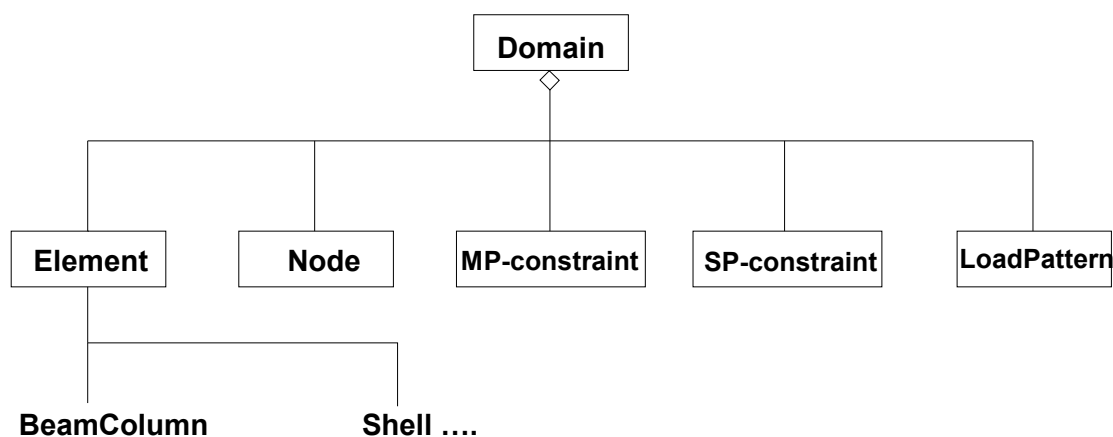 Domain
Element
Node
MP-constraint
SP-constraint
LoadPattern
BeamColumn
Shell ....